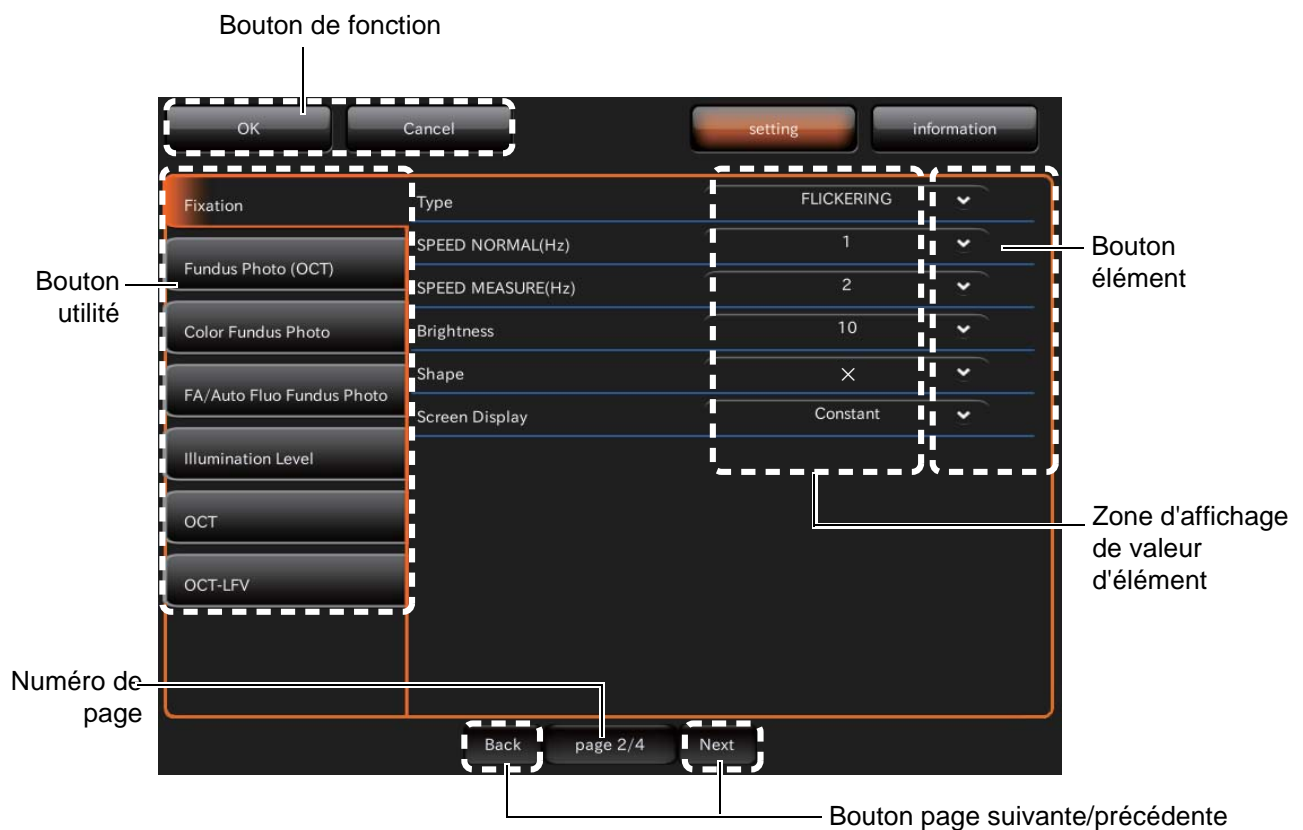 Bouton de fonction
OK
Cancel
setting
information
Fixation
Type
FLICKERING
SPEED NORMAL(Hz)
1
Bouton
élément
Fundus Photo (OCT)
Bouton
utilité
SPEED MEASURE(Hz)
2
Color Fundus Photo
Brightness
10
Shape
×
FA/Auto Fluo Fundus Photo
Screen Display
Constant
Illumination Level
OCT
Zone d'affichage
de valeur
d'élément
OCT-LFV
Numéro de
page
Back
page 2/4
Next
Bouton page suivante/précédente